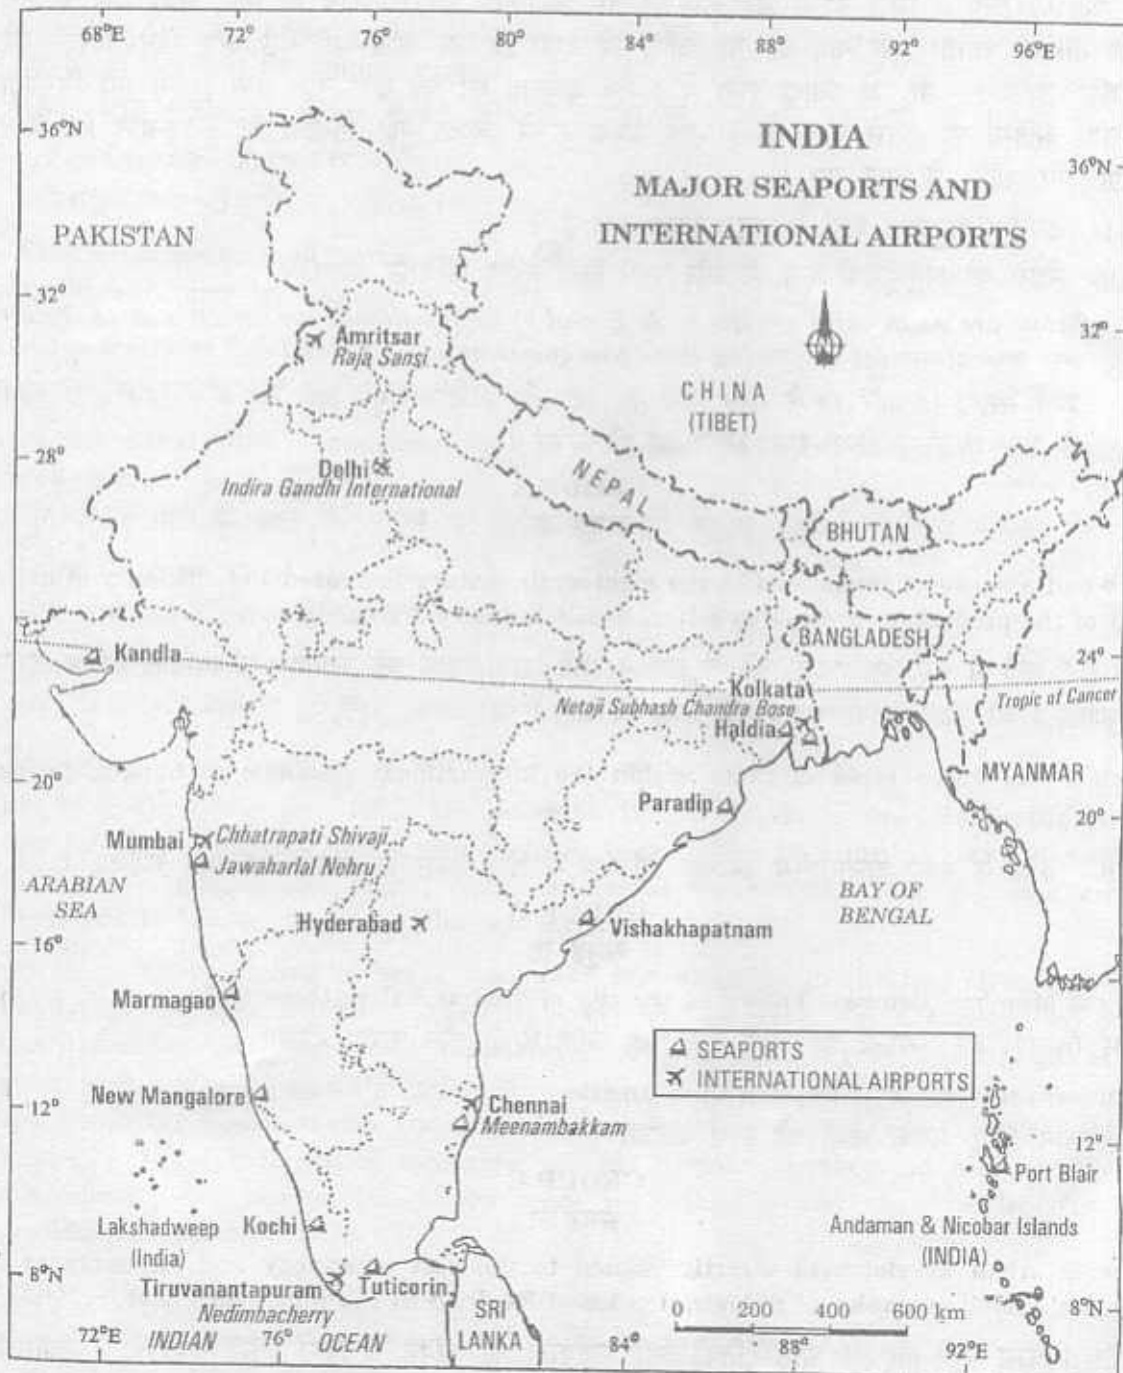 68°E 72° 76° 80° 84° 88° 92° 96°E
36°N
INDIA
MAJOR SEAPORTS AND
INTERNATIONAL AIRPORTS
36°N
PAKISTAN
32°
32°
Amritsar
Raja Sansi
CHINA
(TIBET)
28°
28°
Delhi
Indira Gandhi International
NEPAL
BHUTAN
BANGLADESH
Kandla
24°
Kolkata
Tropic of Cancer
Netaji Subhash Chandra Bose
Haldia
20°
MYANMAR
Paradip
20°
Mumbai
Chhatrapati Shivaji
Jawaharlal Nehru
ARABIAN
SEA
BAY OF
BENGAL
Hyderabad
Vishakhapatnam
16°
16°
Marmagao
SEAPORTS
INTERNATIONAL AIRPORTS
New Mangalore
12°
Chennai
Meenambakkam
12°
Port Blair
Lakshadweep
(India)
Kochi
Andaman & Nicobar Islands
(INDIA)
8°N
Tiruvanantapuram
Tuticorin
Nedimbacherry
SRI
LANKA
0 200 400 600 km
8°N
72°E 76° 84° 88° 92°E
INDIAN OCEAN